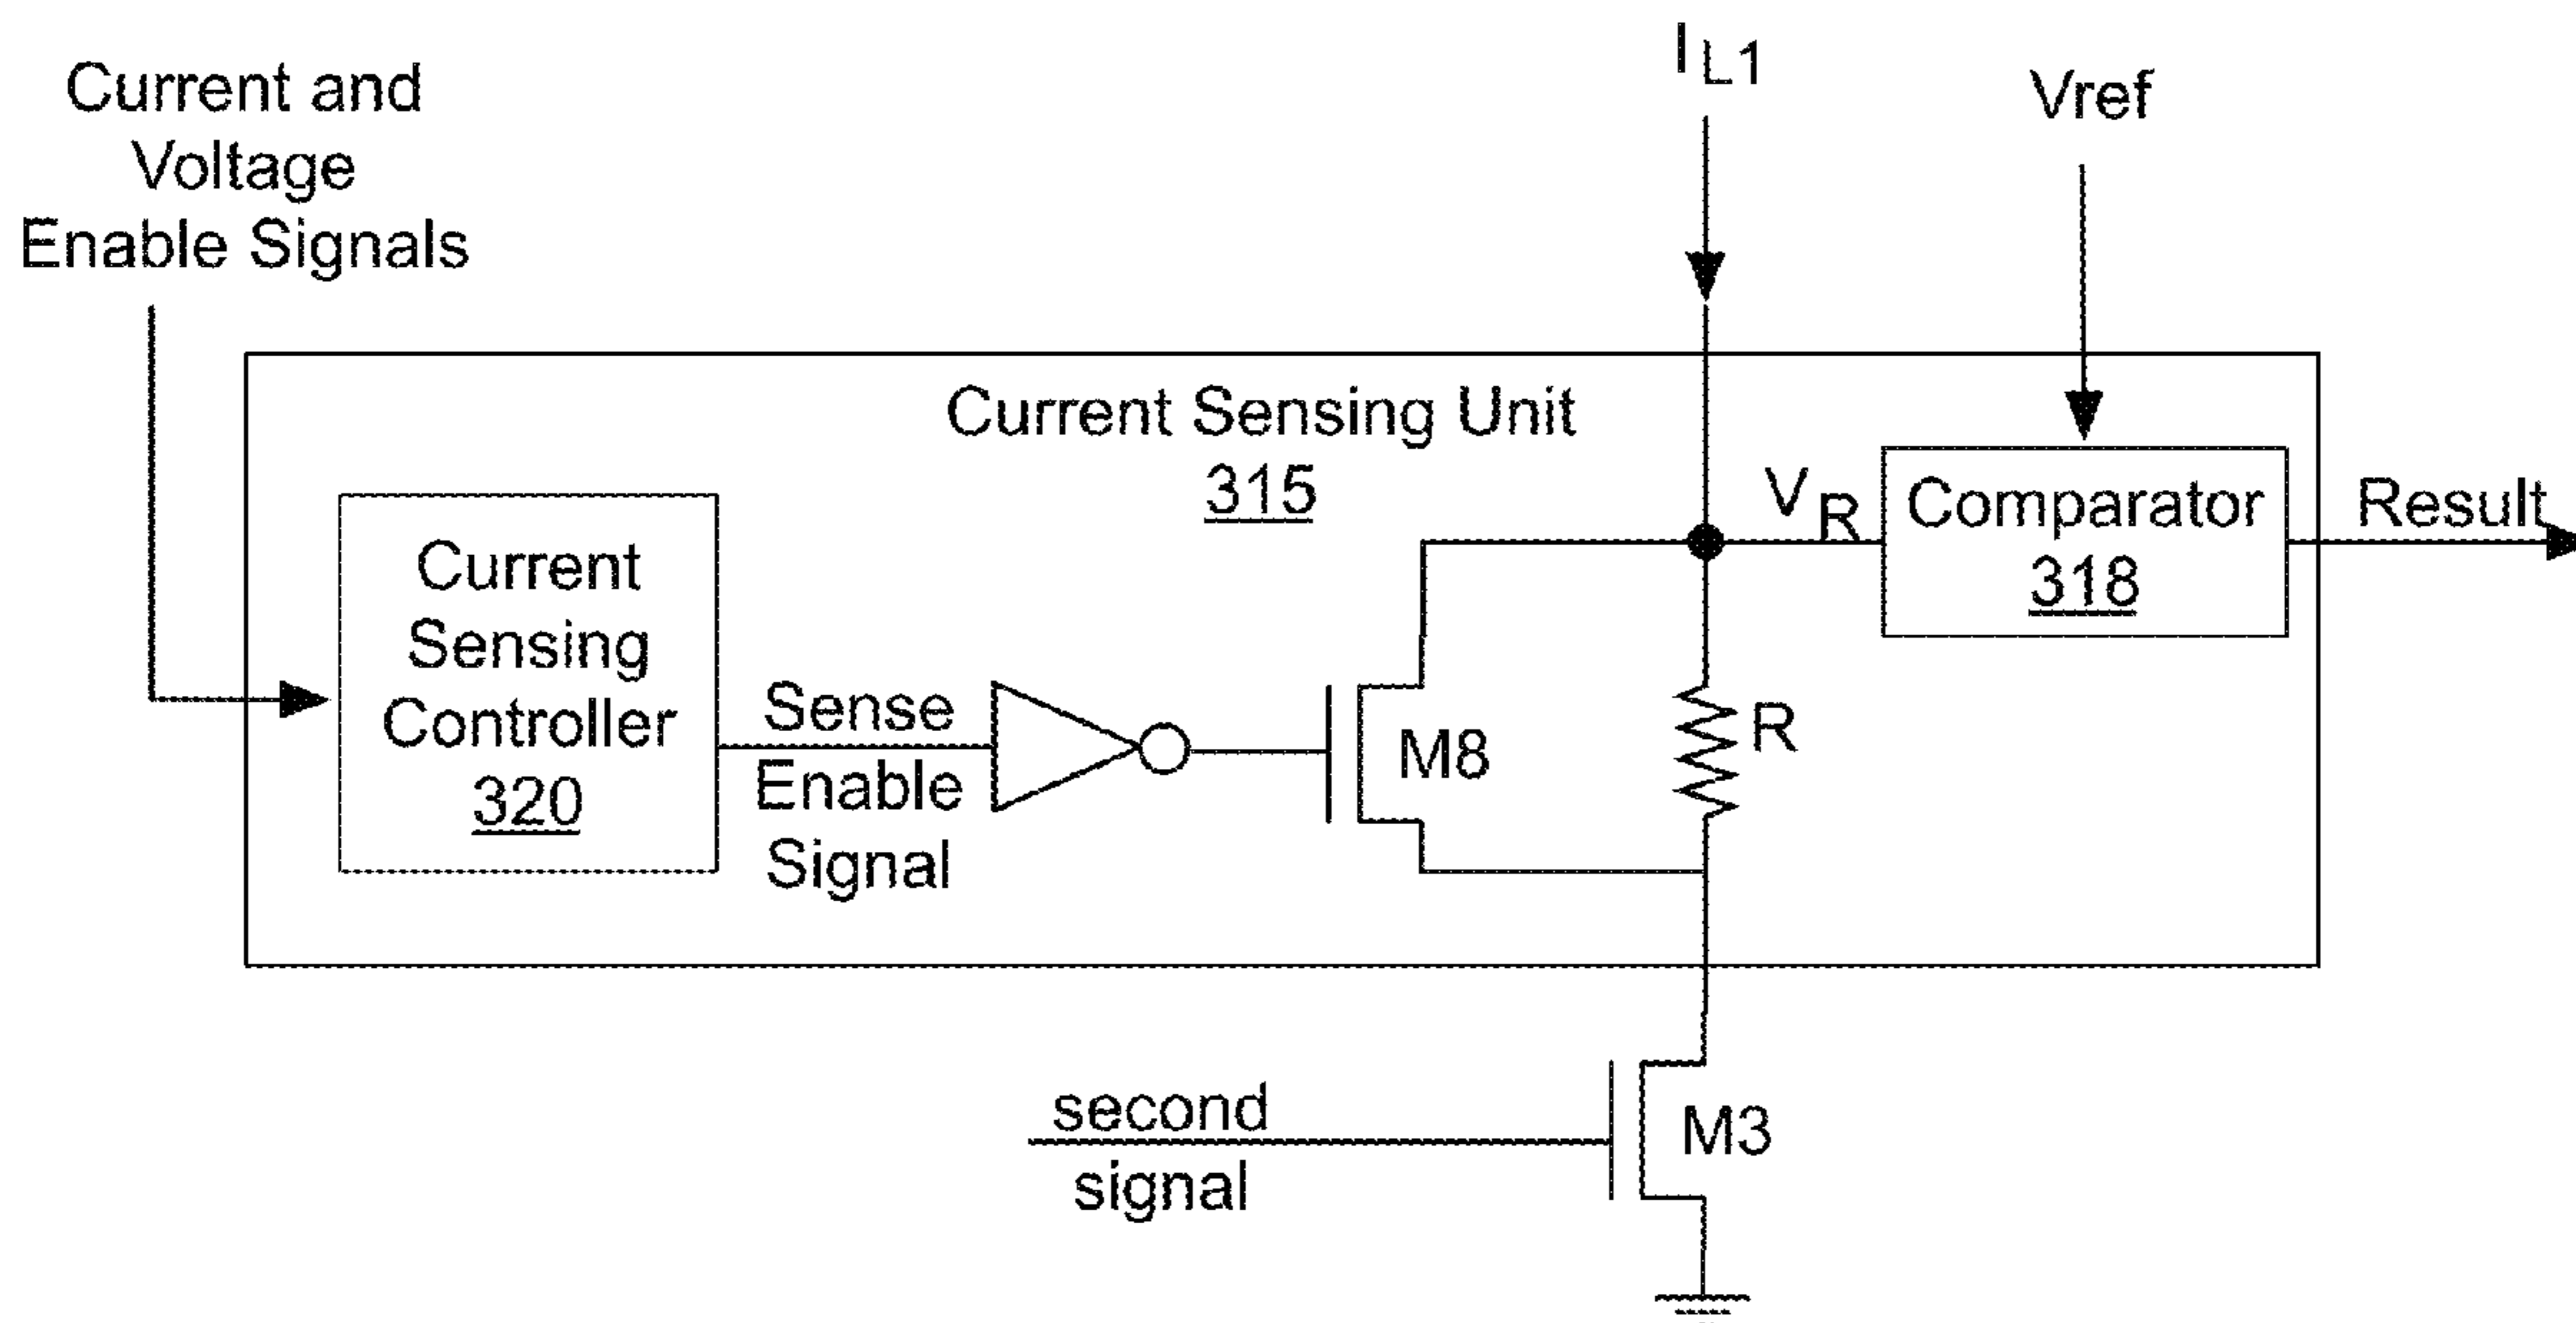 Current and
Voltage
Enable Signals
I L1
Vref
Current Sensing Unit
315
Current
Sensing
Controller
320
Sense
Enable
Signal
M8
R
V R
Comparator
318
Result
second
signal
M3